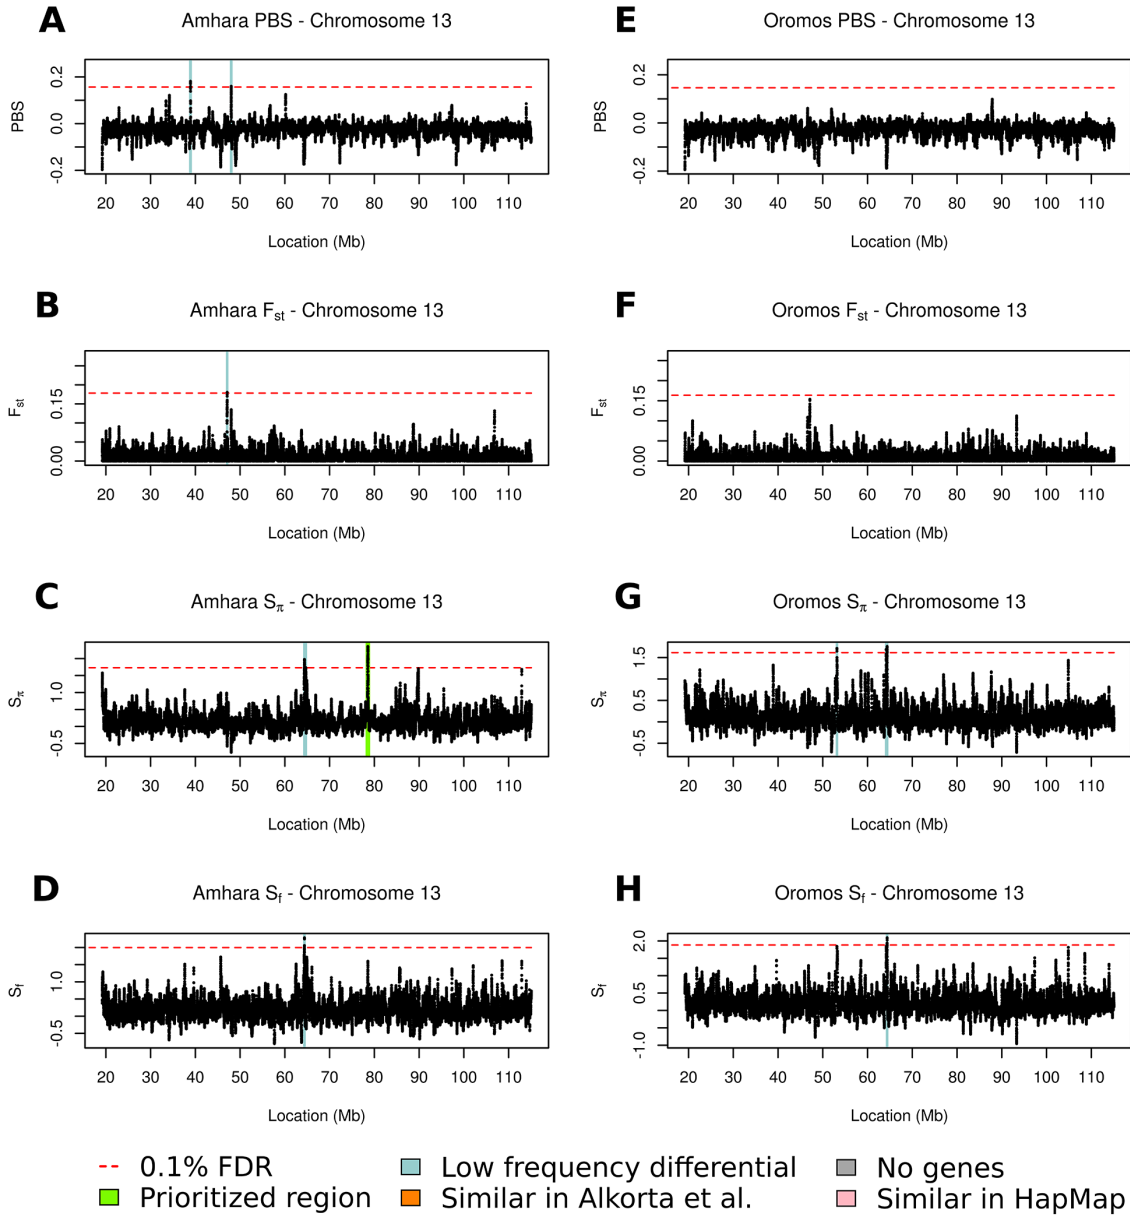 A
Amhara PBS - Chromosome 13
PBS
0.2
0.0
-0.2
20 30 40 50 60 70 80 90 100 110
Location (Mb)
E
Oromos PBS - Chromosome 13
PBS
0.2
0.0
-0.2
20 30 40 50 60 70 80 90 100 110
Location (Mb)
B
Amhara Fst - Chromosome 13
Fst
0.15
0.00
20 30 40 50 60 70 80 90 100 110
Location (Mb)
F
Oromos Fst - Chromosome 13
Fst
0.15
0.00
20 30 40 50 60 70 80 90 100 110
Location (Mb)
C
Amhara Sπ - Chromosome 13
Sπ
1.0
-0.5
20 30 40 50 60 70 80 90 100 110
Location (Mb)
G
Oromos Sπ - Chromosome 13
Sπ
1.5
0.5
-0.5
20 30 40 50 60 70 80 90 100 110
Location (Mb)
D
Amhara Sf - Chromosome 13
Sf
1.0
-0.5
20 30 40 50 60 70 80 90 100 110
Location (Mb)
H
Oromos Sf - Chromosome 13
Sf
2.0
0.5
-1.0
20 30 40 50 60 70 80 90 100 110
Location (Mb)
0.1% FDR
Low frequency differential
No genes
Prioritized region
Similar in Alkorta et al.
Similar in HapMap